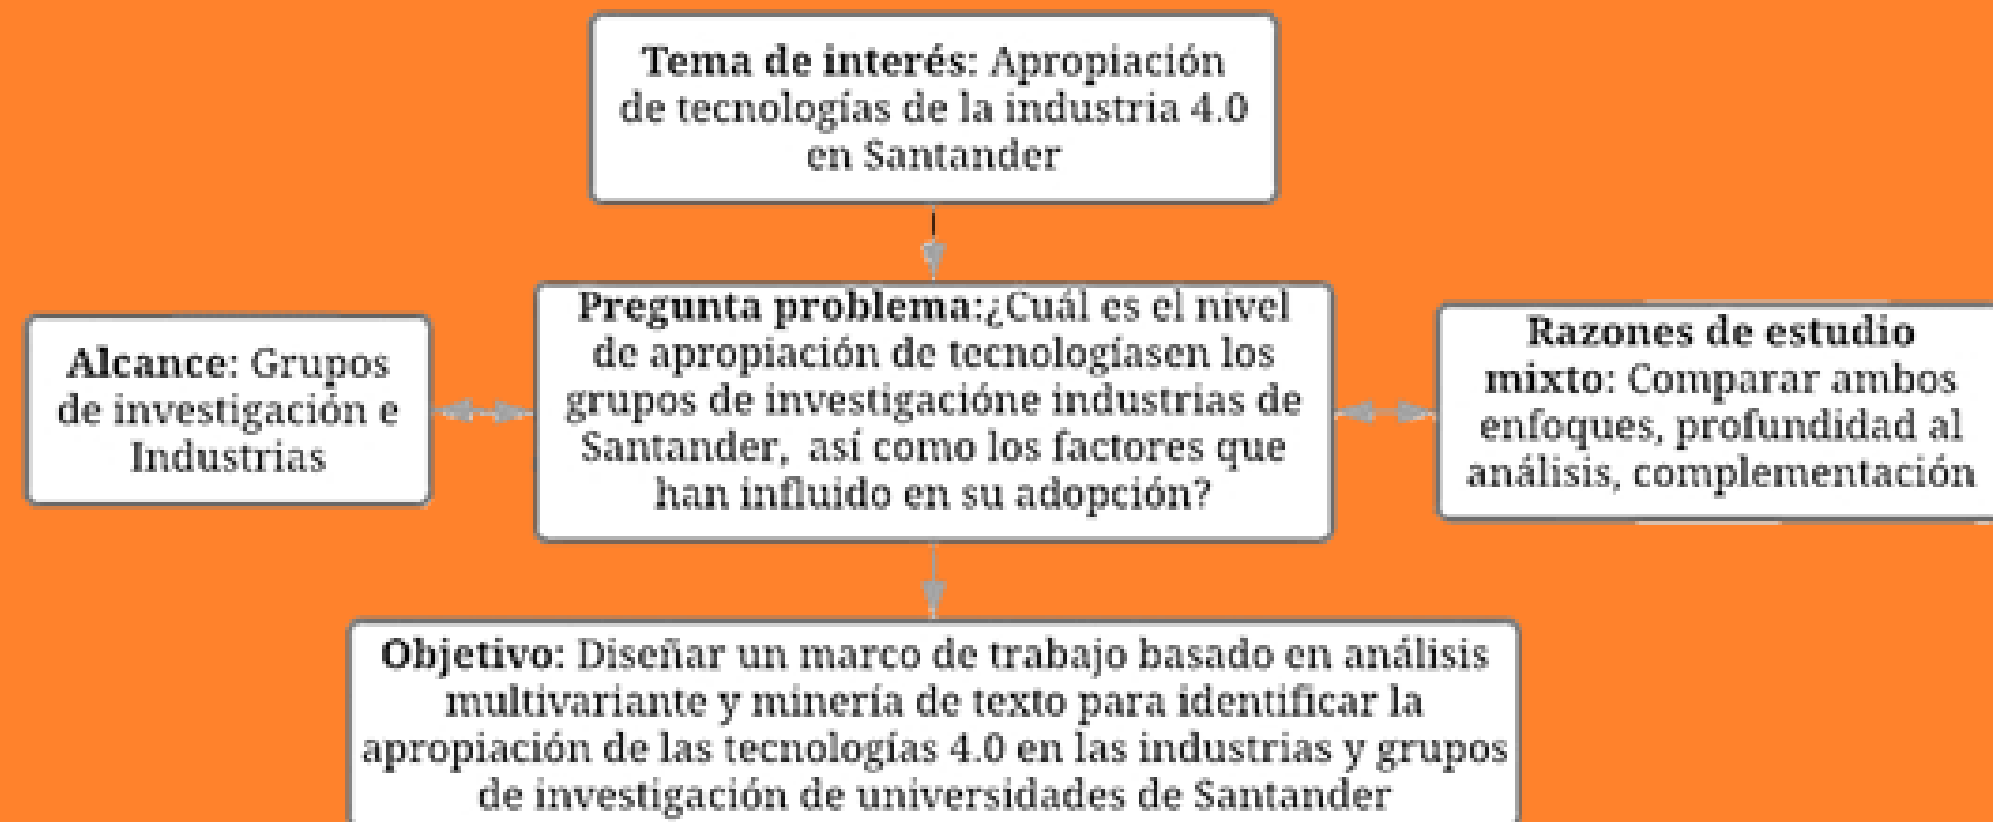 Tema de interés: Apropiación
de tecnologías de la industria 4.0
en Santander
Alcance: Grupos
de investigación e
Industrias
Pregunta problema:¿Cuál es el nivel
de apropiación de tecnologíasen los
grupos de investigacióne industrias de
Santander, así como los factores que
han influido en su adopción?
Razones de estudio
mixto: Comparar ambos
enfoques, profundidad al
análisis, complementación
Objetivo: Diseñar un marco de trabajo basado en análisis
multivariante y minería de texto para identificar la
apropiación de las tecnologías 4.0 en las industrias y grupos
de investigación de universidades de Santander